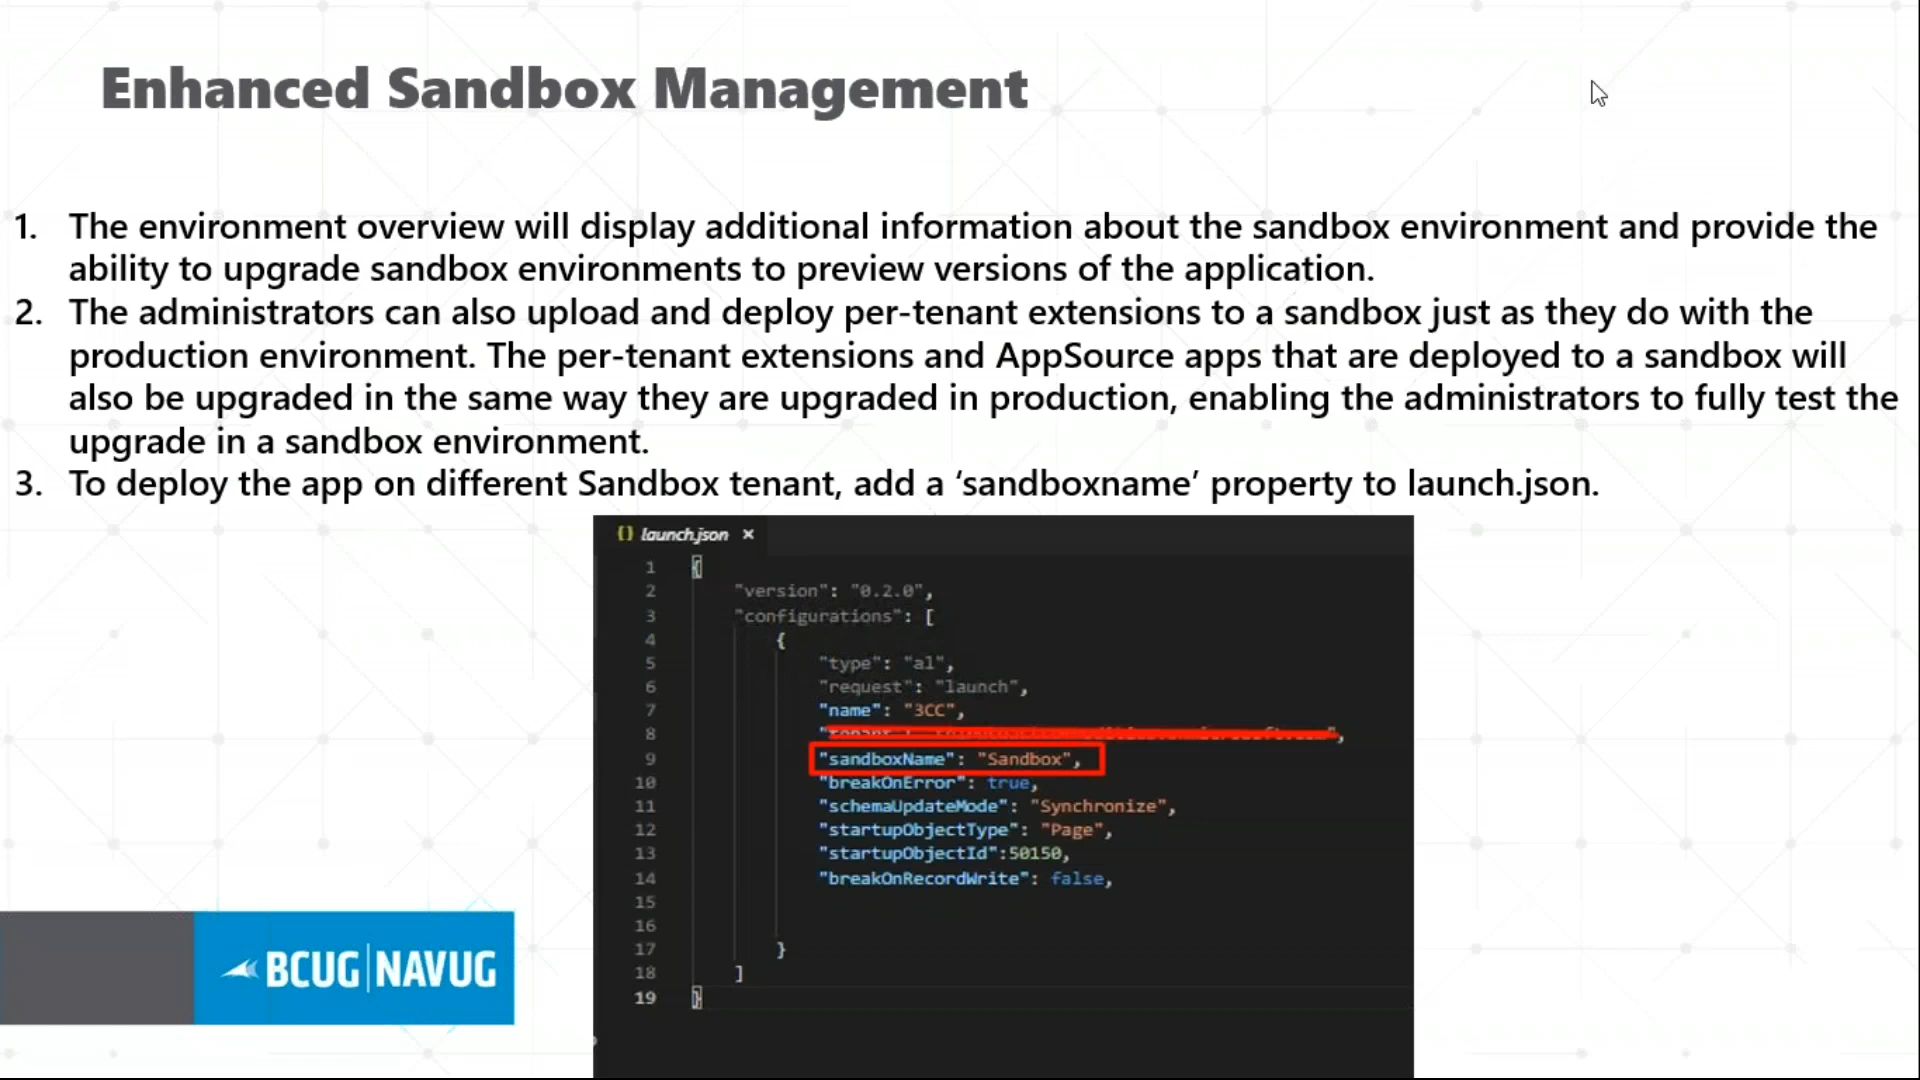 Enhanced Sandbox Management
1. The environment overview will display additional information about the sandbox environment and provide the
ability to upgrade sandbox environments to preview versions of the application.
2. The administrators can also upload and deploy per-tenant extensions to a sandbox just as they do with the
production environment. The per-tenant extensions and AppSource apps that are deployed to a sandbox will
also be upgraded in the same way they are upgraded in production, enabling the administrators to fully test the
upgrade in a sandbox environment.
3. To deploy the app on different Sandbox tenant, add a ‘sandboxname’ property to launch.json.
{} launch.json ×
1 {
2 "version": "0.2.0",
3 "configurations": [
4 {
5 "type": "al",
6 "request": "launch",
7 "name": "3CC",
8 ",
9 "sandboxName": "Sandbox",
10 "breakOnError": true,
11 "schemaUpdateMode": "Synchronize",
12 "startupObjectType": "Page",
13 "startupObjectId":50150,
14 "breakOnRecordWrite": false,
15
16
17 }
18 ]
19 }
BCUG|NAVUG